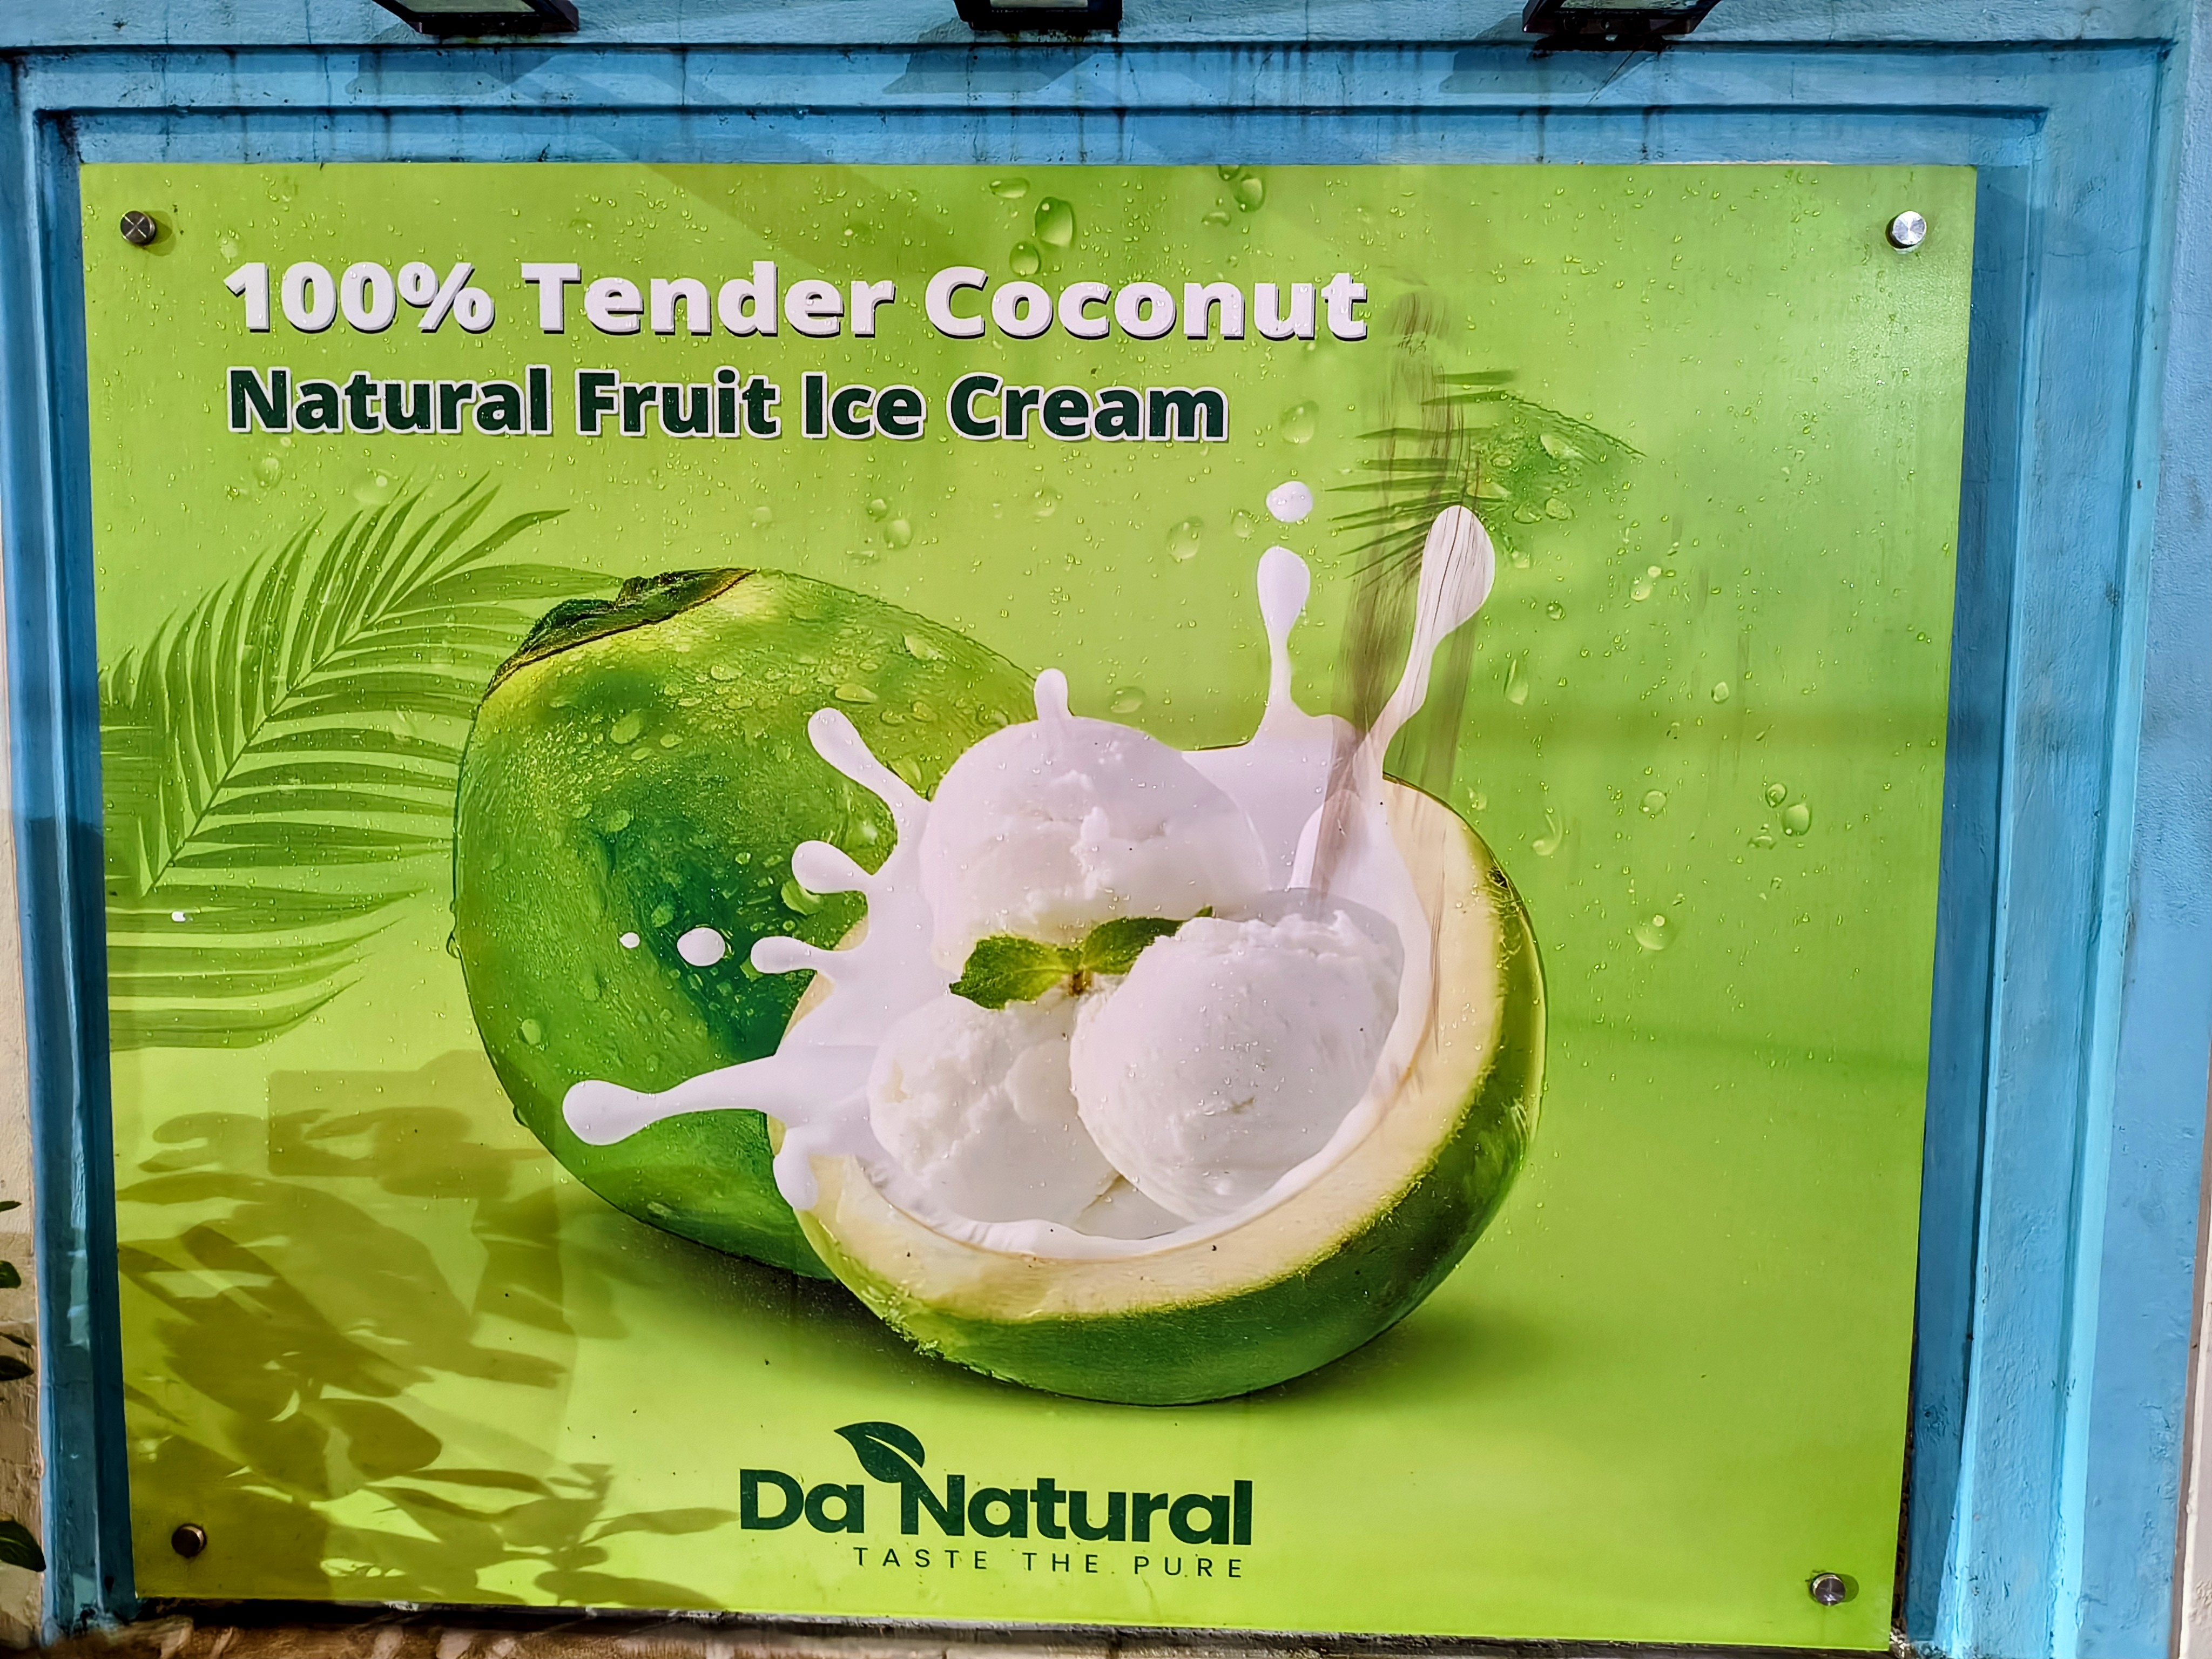 100% Tender Coconut
Natural Fruit Ice Cream
Da Natural
TASTE THE PURE